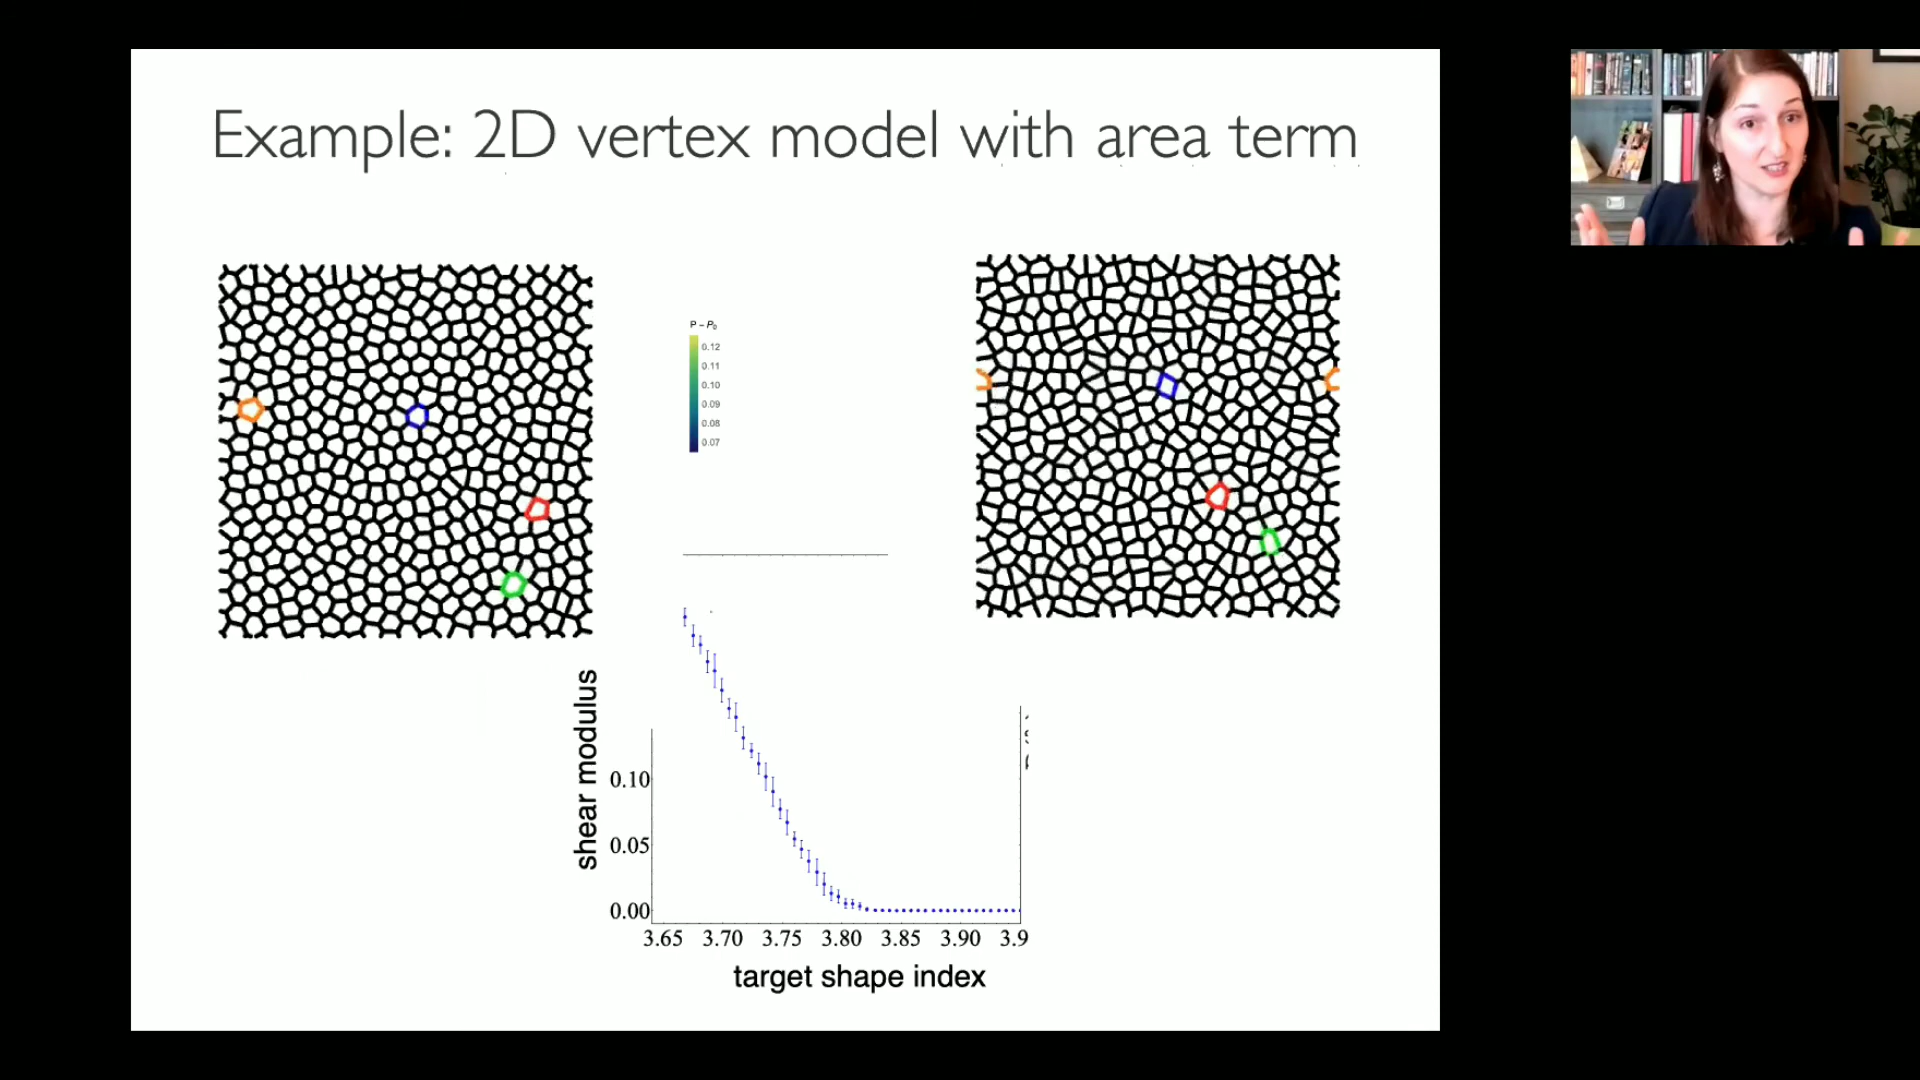 Example: 2D vertex model with area term
P – P₀
0.12
0.11
0.10
0.09
0.08
0.07
shear modulus
0.10
0.05
0.00
3.65 3.70 3.75 3.80 3.85 3.90 3.9
target shape index